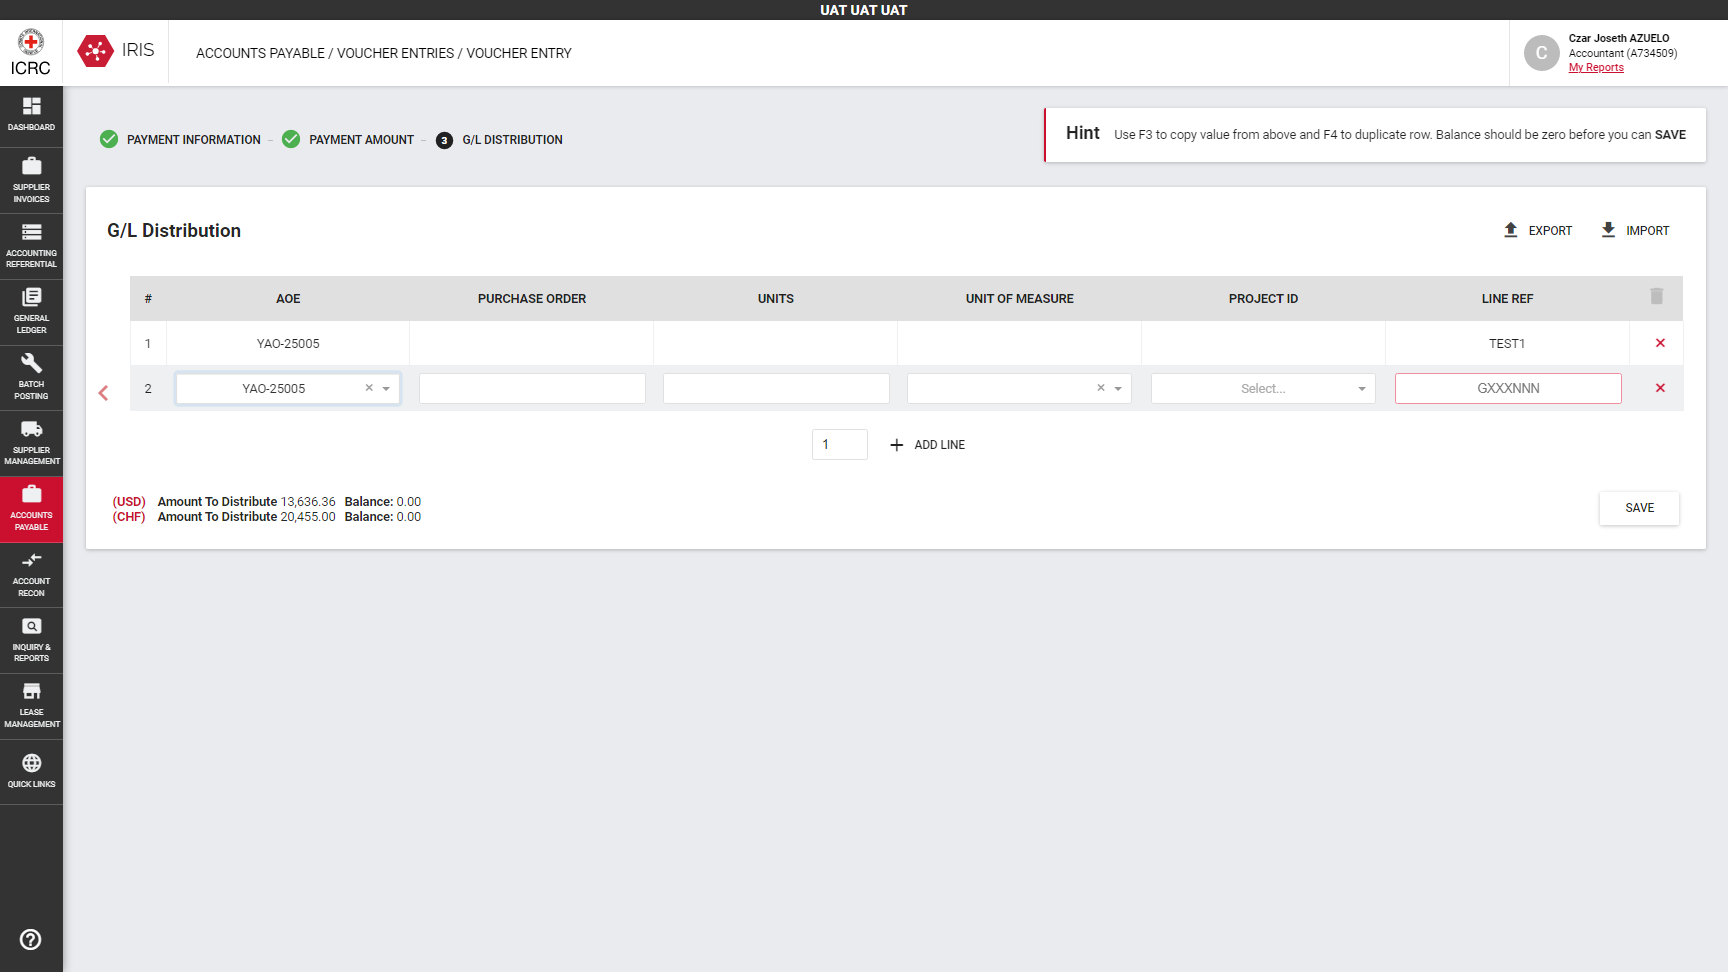 UAT UAT UAT
ICRC
IRIS
ACCOUNTS PAYABLE / VOUCHER ENTRIES / VOUCHER ENTRY
C
Czar Joseth AZUELO
Accountant (A734509)
My Reports
DASHBOARD
SUPPLIER
INVOICES
ACCOUNTING
REFERENTIAL
GENERAL
LEDGER
BATCH
POSTING
SUPPLIER
MANAGEMENT
ACCOUNTS
PAYABLE
ACCOUNT
RECON
INQUIRY &
REPORTS
LEASE
MANAGEMENT
QUICK LINKS
PAYMENT INFORMATION – PAYMENT AMOUNT – 3 G/L DISTRIBUTION
Hint Use F3 to copy value from above and F4 to duplicate row. Balance should be zero before you can SAVE
G/L Distribution
EXPORT IMPORT
# AOE PURCHASE ORDER UNITS UNIT OF MEASURE PROJECT ID LINE REF
1 YAO-25005 TEST1
2 YAO-25005 Select... GXXXNNN
1 ADD LINE
(USD) Amount To Distribute 13,636.36 Balance: 0.00
(CHF) Amount To Distribute 20,455.00 Balance: 0.00
SAVE